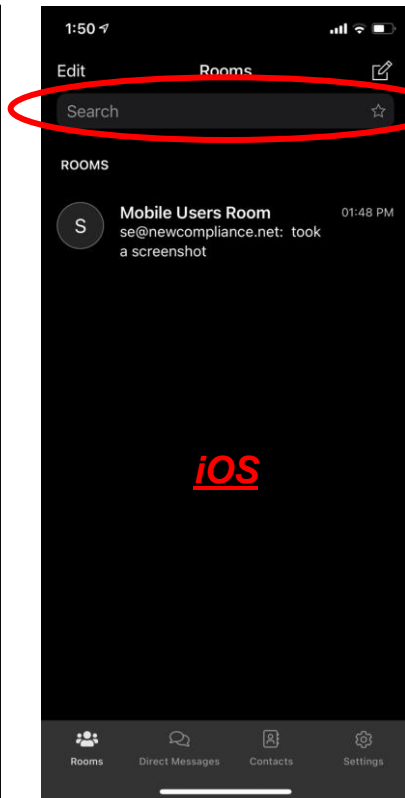 1:50
Edit Rooms
Search
ROOMS
S Mobile Users Room 01:48 PM
se@newcompliance.net: took
a screenshot
iOS
Rooms Direct Messages Contacts Settings